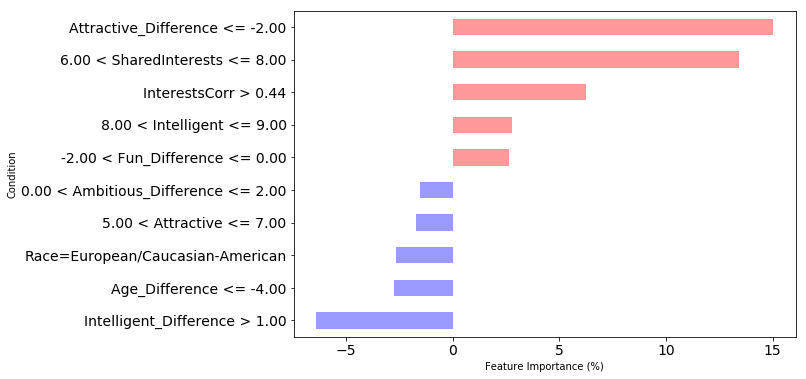 Attractive_Difference <= -2.00
6.00 < SharedInterests <= 8.00
InterestsCorr > 0.44
8.00 < Intelligent <= 9.00
-2.00 < Fun_Difference <= 0.00
0.00 < Ambitious_Difference <= 2.00
5.00 < Attractive <= 7.00
Race=European/Caucasian-American
Age_Difference <= -4.00
Intelligent_Difference > 1.00
Condition
−5 0 5 10 15
Feature Importance (%)